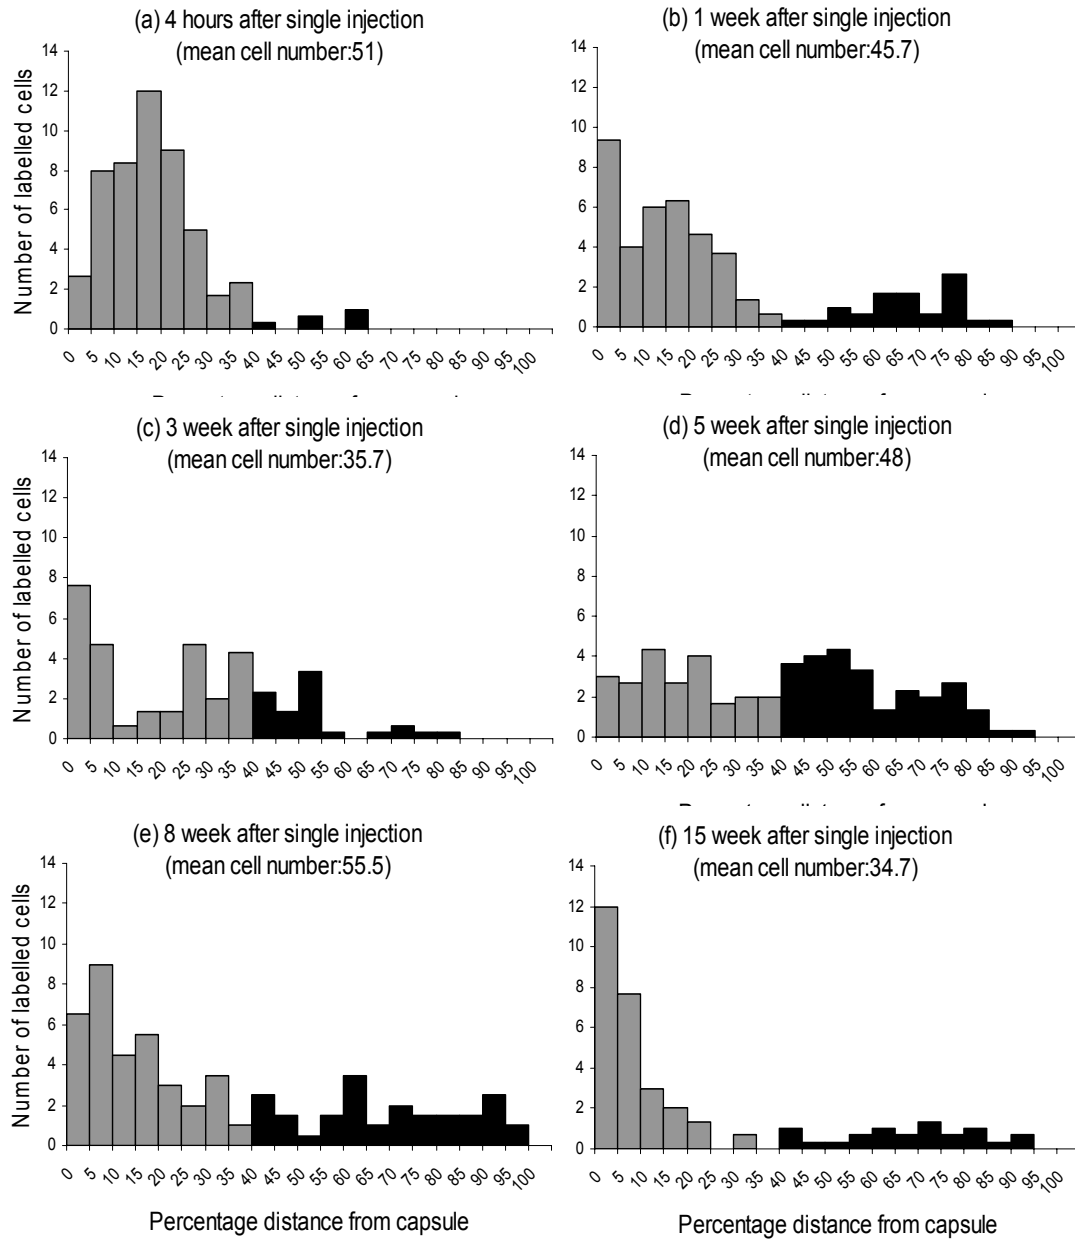 (a) 4 hours after single injection
(mean cell number:51)
Number of labelled cells
14
12
10
8
6
4
2
0
0 5 10 15 20 25 30 35 40 45 50 55 60 65 70 75 80 85 90 95 100
(b) 1 week after single injection
(mean cell number:45.7)
14
12
10
8
6
4
2
0
0 5 10 15 20 25 30 35 40 45 50 55 60 65 70 75 80 85 90 95 100
(c) 3 week after single injection
(mean cell number:35.7)
Number of labelled cells
14
12
10
8
6
4
2
0
0 5 10 15 20 25 30 35 40 45 50 55 60 65 70 75 80 85 90 95 100
(d) 5 week after single injection
(mean cell number:48)
14
12
10
8
6
4
2
0
0 5 10 15 20 25 30 35 40 45 50 55 60 65 70 75 80 85 90 95 100
(e) 8 week after single injection
(mean cell number:55.5)
Number of labelled cells
14
12
10
8
6
4
2
0
0 5 10 15 20 25 30 35 40 45 50 55 60 65 70 75 80 85 90 95 100
Percentage distance from capsule
(f) 15 week after single injection
(mean cell number:34.7)
14
12
10
8
6
4
2
0
0 5 10 15 20 25 30 35 40 45 50 55 60 65 70 75 80 85 90 95 100
Percentage distance from capsule